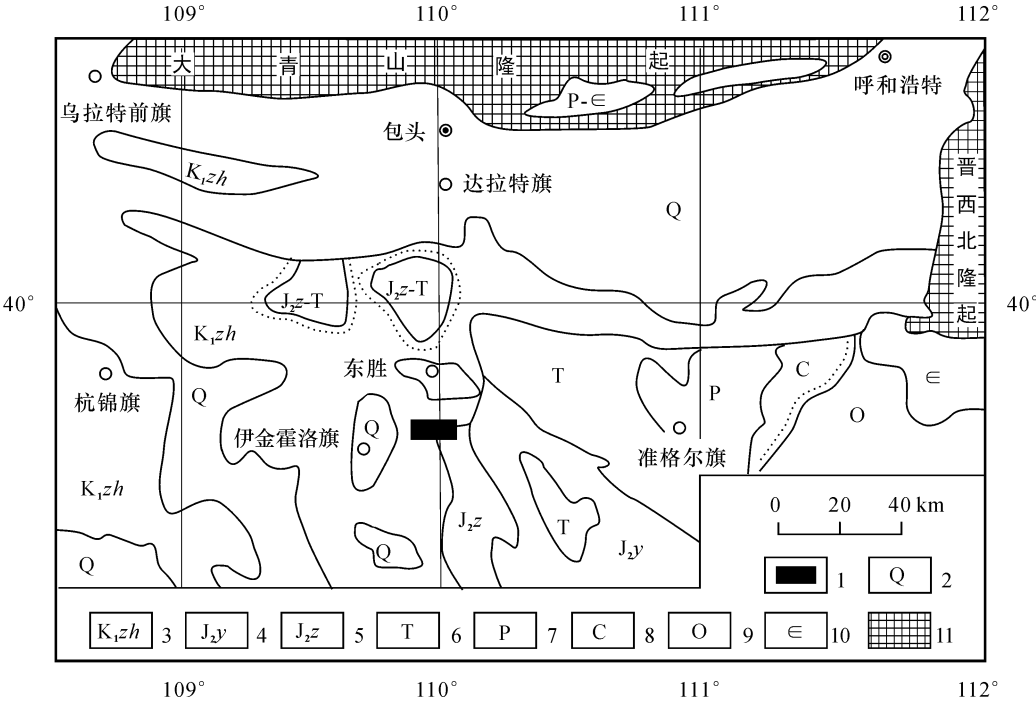 109° 110° 111° 112°
大青山隆起
呼和浩特
乌拉特前旗
P-∈
包头
K₁zh
达拉特旗
晋西北隆起
Q
J₂z-T
J₂z-T
40°
40°
K₁zh
东胜
T
C
∈
杭锦旗
Q
P
O
伊金霍洛旗
Q
准格尔旗
K₁zh
J₂z
T
J₂y
0 20 40 km
Q
Q
1
Q 2
K₁zh 3 J₂y 4 J₂z 5 T 6 P 7 C 8 O 9 ∈ 10 11
109° 110° 111° 112°